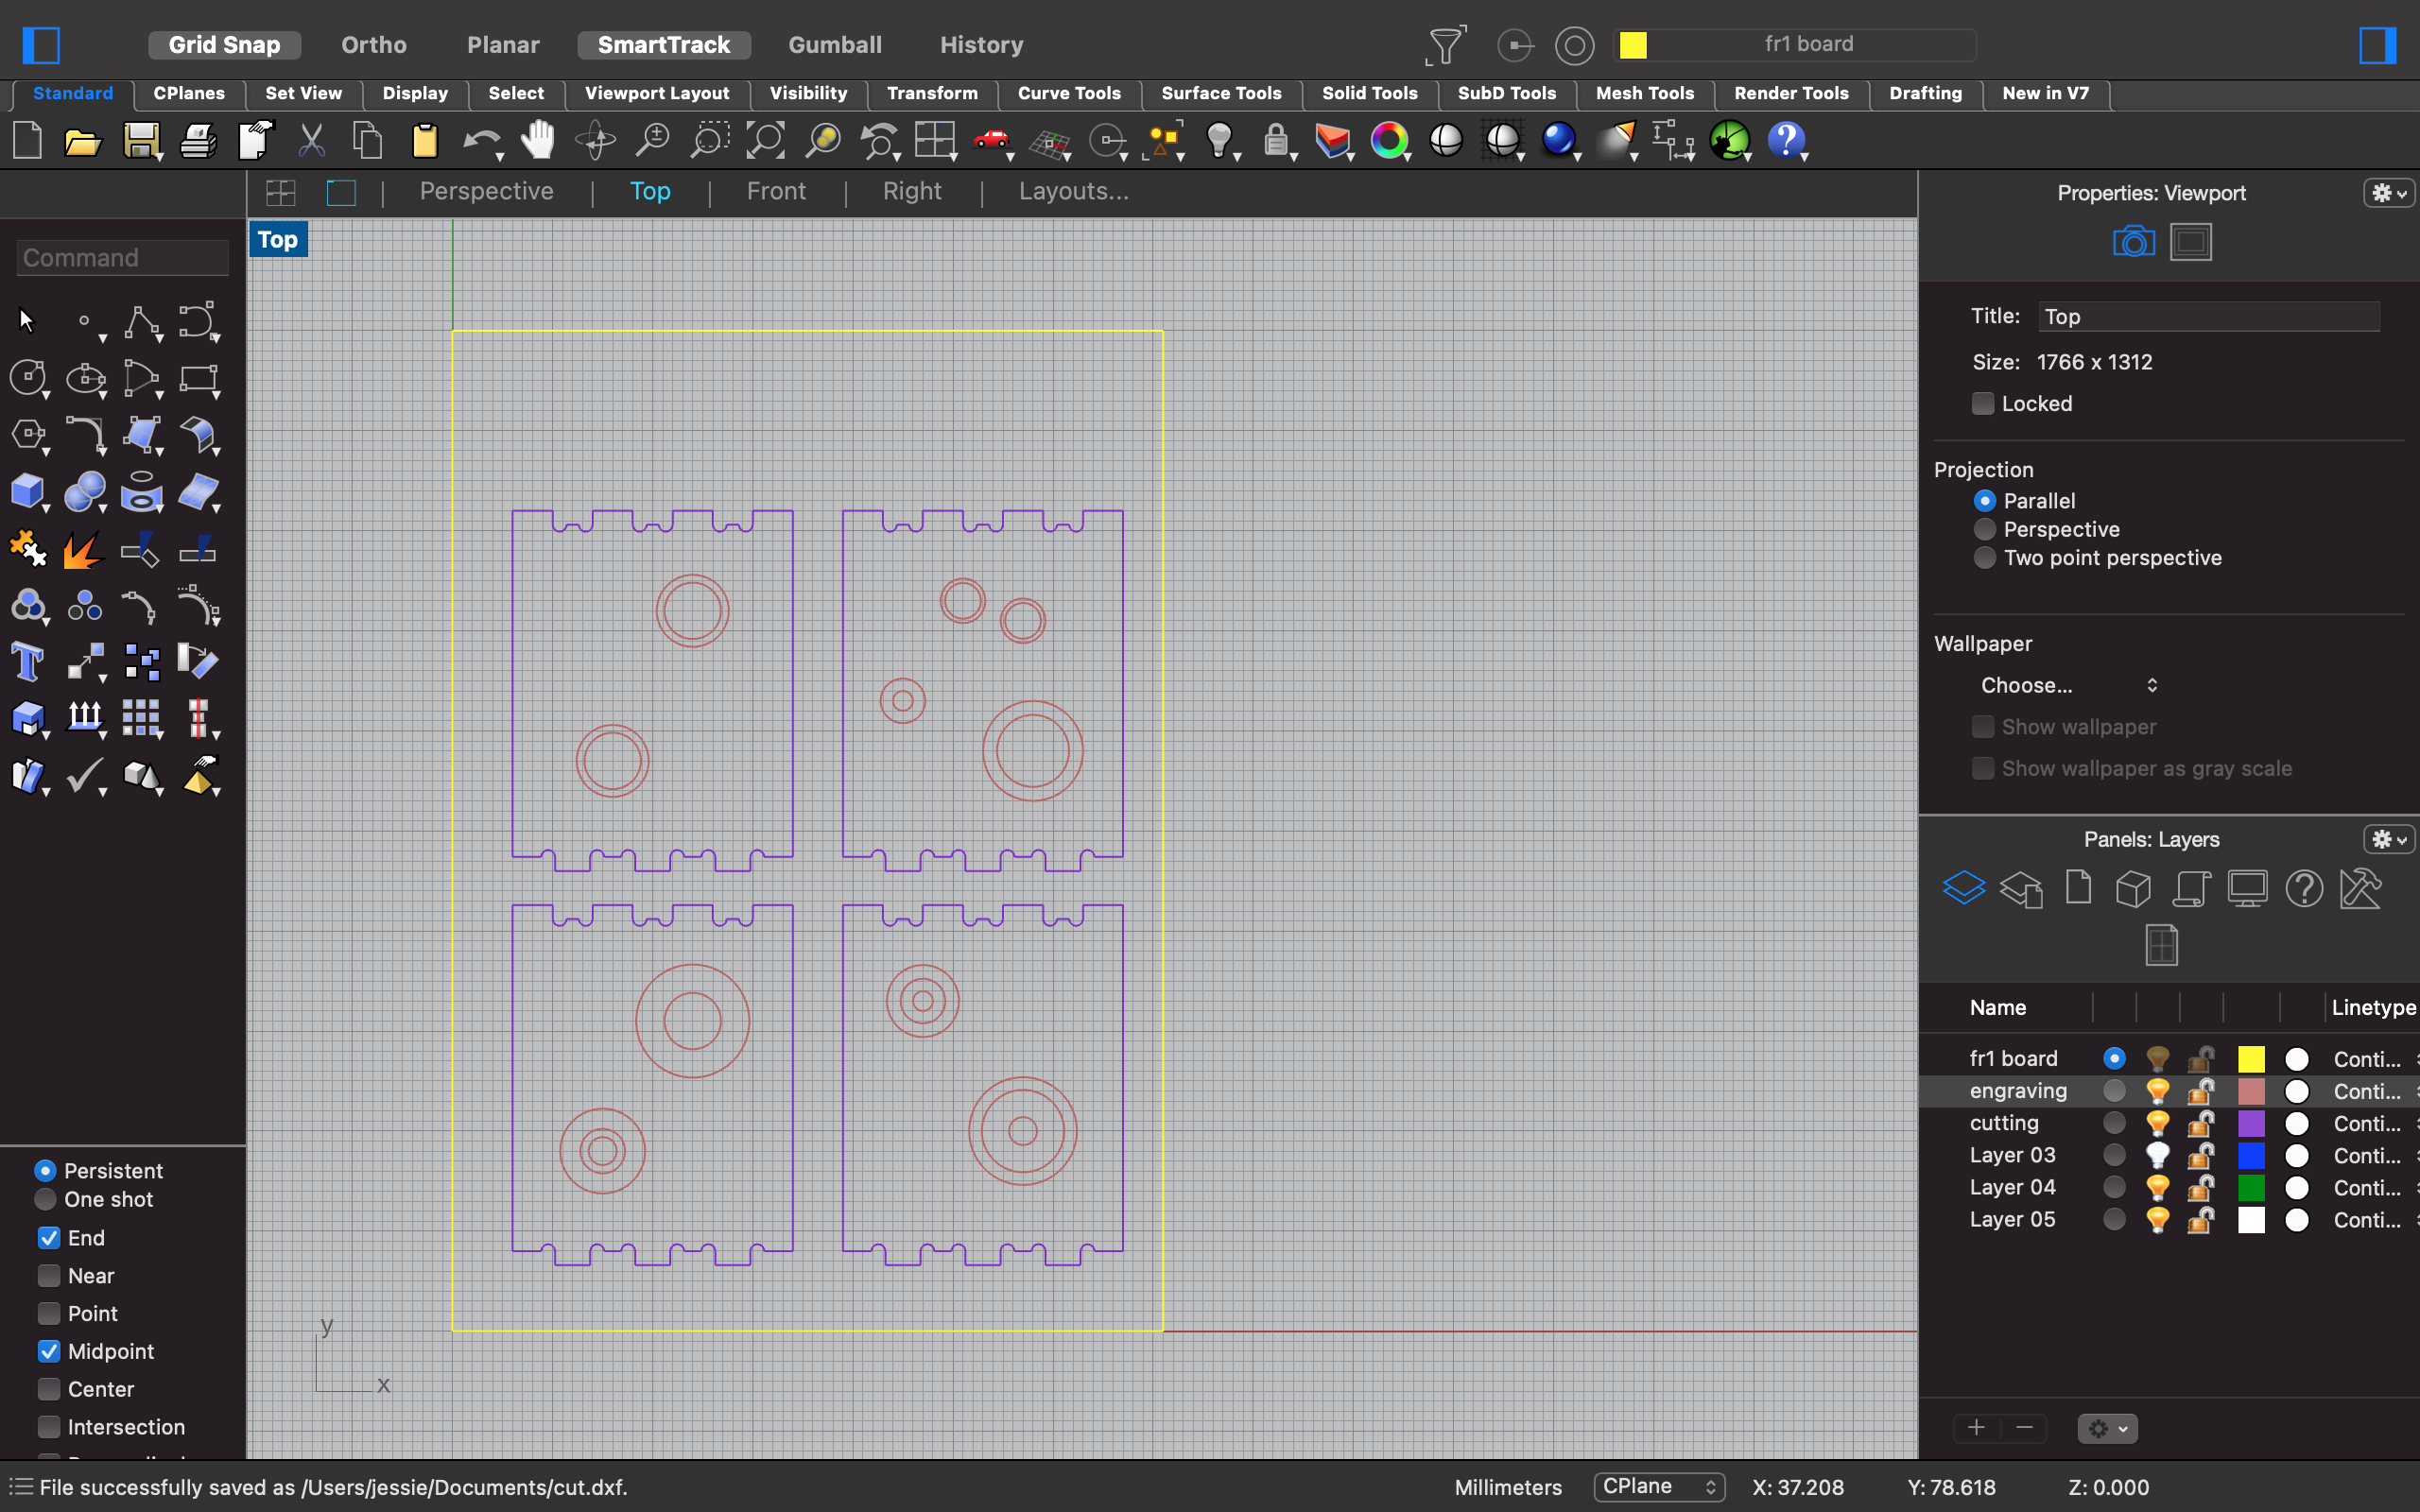 Grid Snap Ortho Planar SmartTrack Gumball History fr1 board
Standard CPlanes Set View Display Select Viewport Layout Visibility Transform Curve Tools Surface Tools Solid Tools SubD Tools Mesh Tools Render Tools Drafting New in V7
Perspective Top Front Right Layouts...
Top
Command
Persistent
One shot
End
Near
Point
Midpoint
Center
Intersection
y
x
Properties: Viewport
Title: Top
Size: 1766 x 1312
Locked
Projection
Parallel
Perspective
Two point perspective
Wallpaper
Choose...
Show wallpaper
Show wallpaper as gray scale
Panels: Layers
Name Linetype
fr1 board Conti...
engraving Conti...
cutting Conti...
Layer 03 Conti...
Layer 04 Conti...
Layer 05 Conti...
File successfully saved as /Users/jessie/Documents/cut.dxf. Millimeters CPlane X: 37.208 Y: 78.618 Z: 0.000